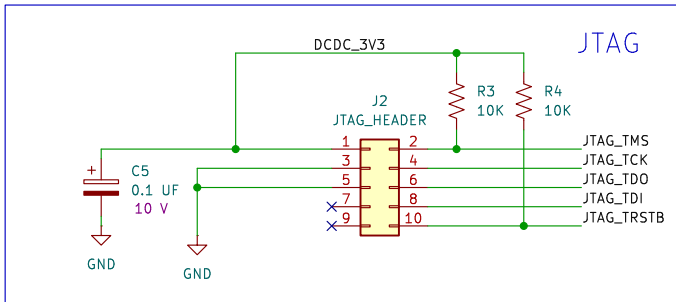 JTAG
DCDC_3V3
R3
10K
R4
10K
J2
JTAG_HEADER
1
2
JTAG_TMS
3
4
JTAG_TCK
5
6
JTAG_TDO
7
8
JTAG_TDI
9
10
JTAG_TRSTB
+
C5
0.1 UF
10 V
GND
GND